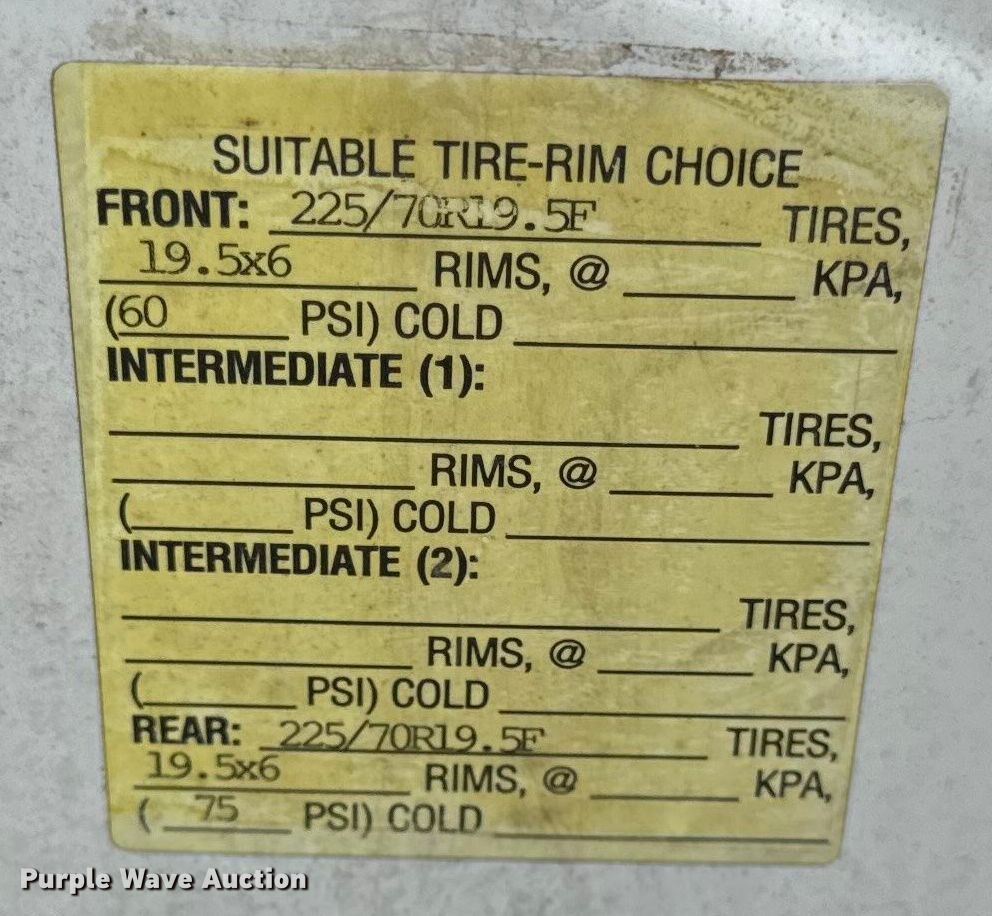 SUITABLE TIRE-RIM CHOICE
FRONT: 225/70R19.5F TIRES,
19.5x6 RIMS, @ KPA,
(60 PSI) COLD
INTERMEDIATE (1):
TIRES,
RIMS, @ KPA,
( PSI) COLD
INTERMEDIATE (2):
TIRES,
RIMS, @ KPA,
( PSI) COLD
REAR: 225/70R19.5F TIRES,
19.5x6 RIMS, @ KPA,
( 75 PSI) COLD
Purple Wave Auction